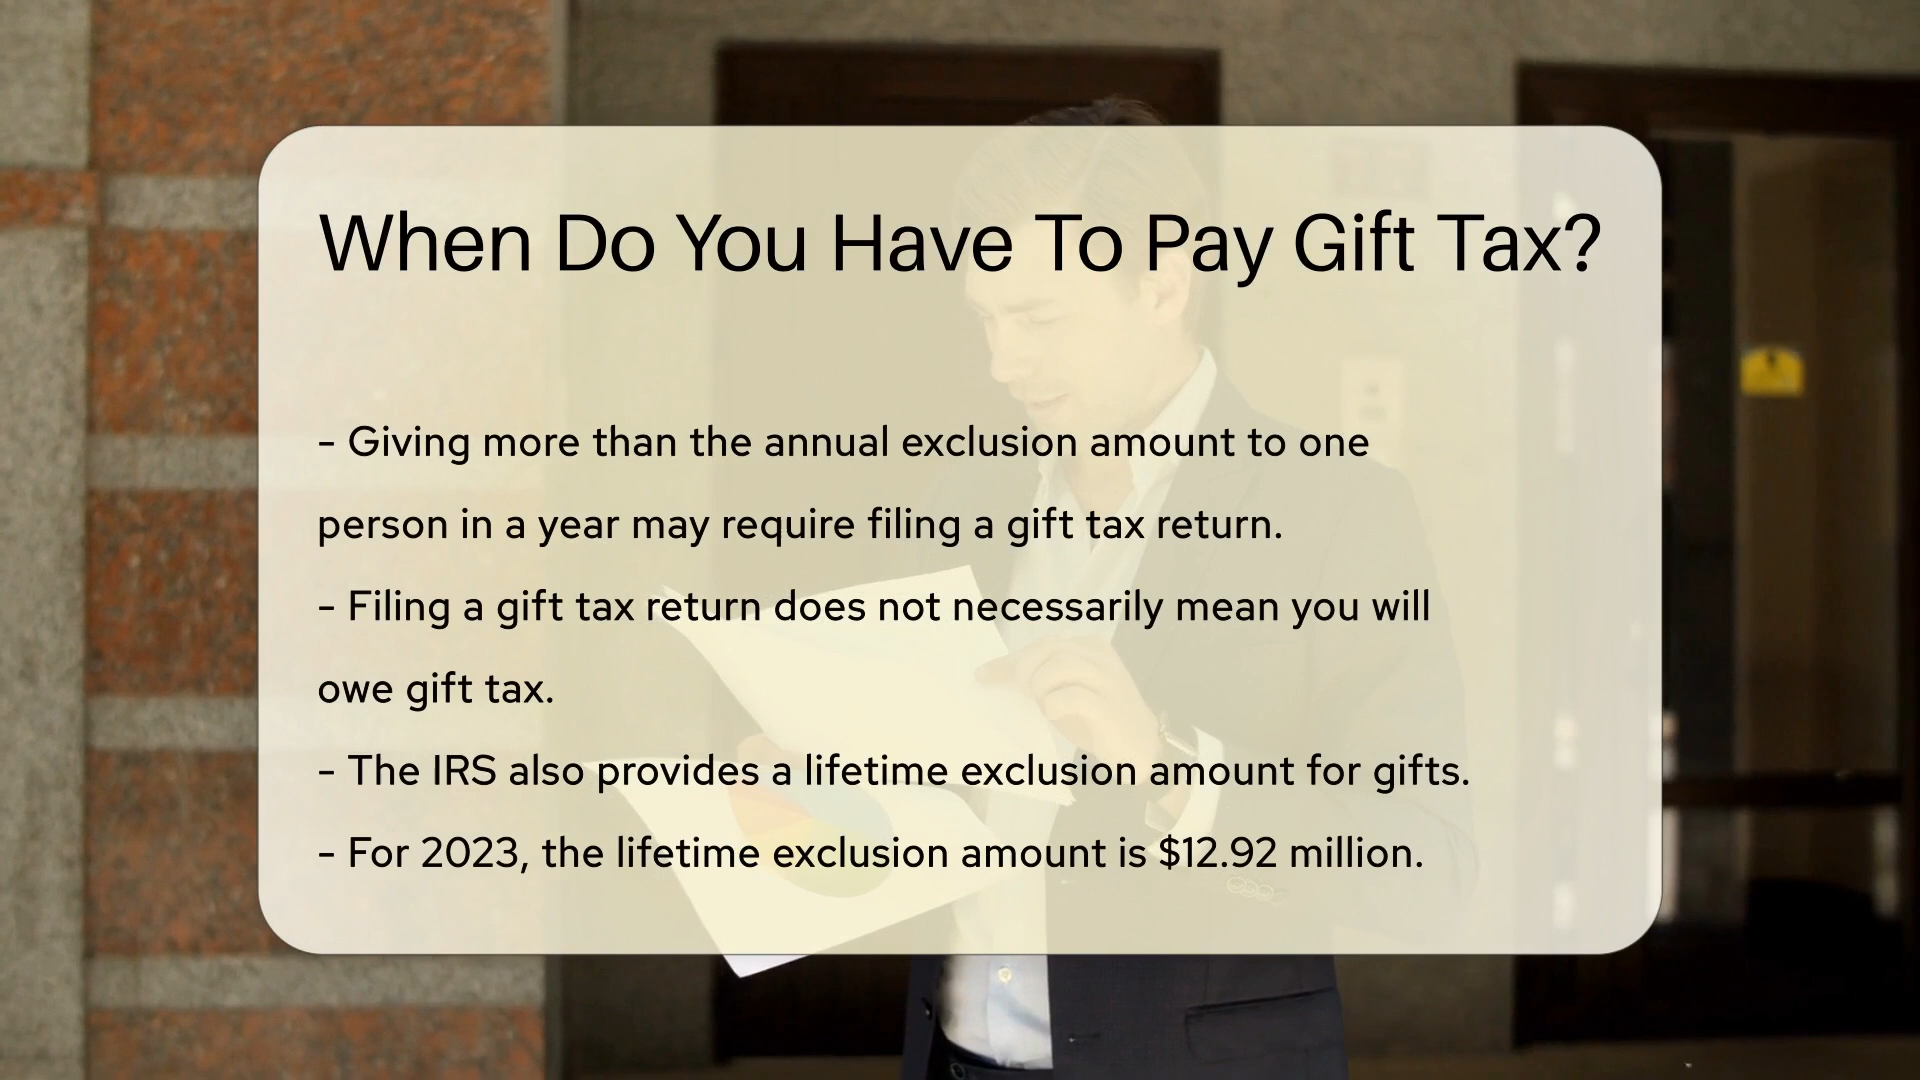 When Do You Have To Pay Gift Tax?
- Giving more than the annual exclusion amount to one
person in a year may require filing a gift tax return.
- Filing a gift tax return does not necessarily mean you will
owe gift tax.
- The IRS also provides a lifetime exclusion amount for gifts.
- For 2023, the lifetime exclusion amount is $12.92 million.